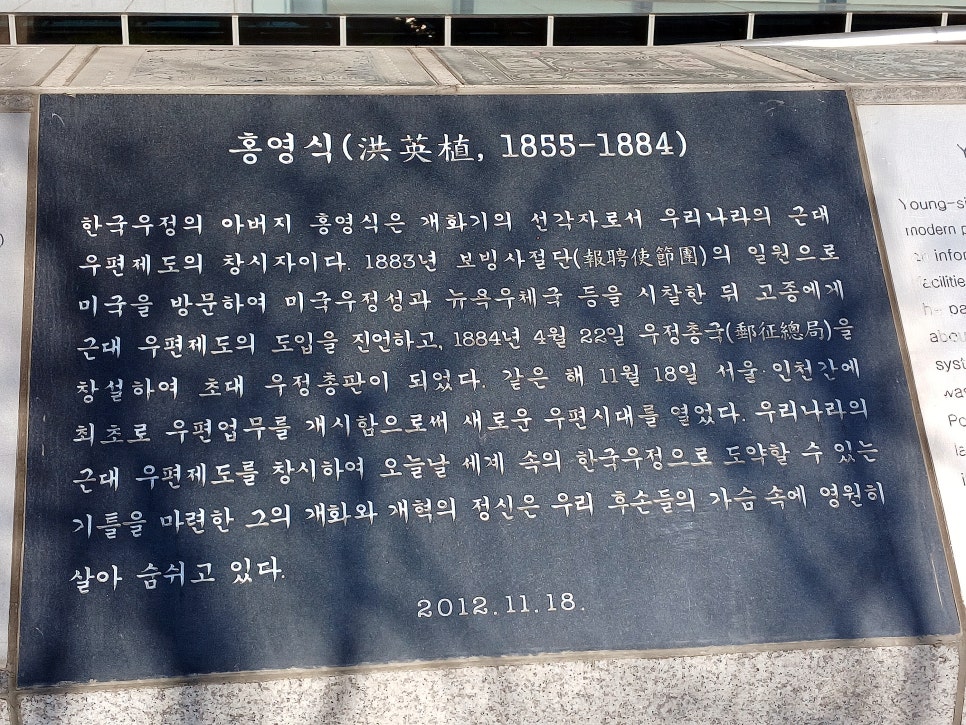 홍영식(洪英植, 1855-1884)
한국우정의 아버지 홍영식은 개화기의 선각자로서 우리나라의 근대
우편제도의 창시자이다. 1883년 보빙사절단(報聘使節團)의 일원으로
미국을 방문하여 미국우정성과 뉴욕우체국 등을 시찰한 뒤 고종에게
근대 우편제도의 도입을 진언하고, 1884년 4월 22일 우정총국(郵征總局)을
창설하여 초대 우정총판이 되었다. 같은 해 11월 18일 서울·인천간에
최초로 우편업무를 개시함으로써 새로운 우편시대를 열었다. 우리나라의
근대 우편제도를 창시하여 오늘날 세계 속의 한국우정으로 도약할 수 있는
기틀을 마련한 그의 개화와 개혁의 정신은 우리 후손들의 가슴 속에 영원히
살아 숨쉬고 있다.
2012.11.18.
Young-si
modern p
infor
acilitie
abou
syst
was
Po